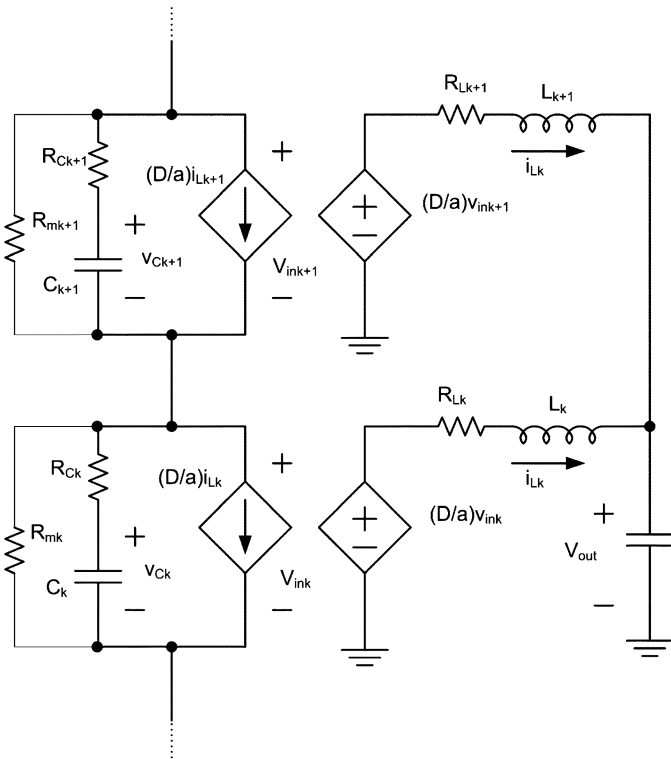 R_Lk+1
L_k+1
i_Lk
R_Ck+1
(D/a)i_Lk+1
+
R_mk+1
+
v_Ck+1
C_k+1
−
V_ink+1
−
+
−
(D/a)v_ink+1
R_Lk
L_k
i_Lk
R_Ck
(D/a)i_Lk
+
R_mk
+
v_Ck
C_k
−
V_ink
−
+
−
(D/a)v_ink
+
V_out
−